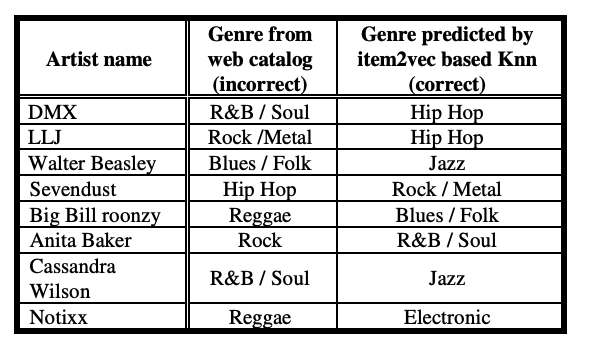 Artist name
Genre from
web catalog
(incorrect)
Genre predicted by
item2vec based Knn
(correct)
DMX R&B / Soul Hip Hop
LLJ Rock /Metal Hip Hop
Walter Beasley Blues / Folk Jazz
Sevendust Hip Hop Rock / Metal
Big Bill roonzy Reggae Blues / Folk
Anita Baker Rock R&B / Soul
Cassandra
Wilson R&B / Soul Jazz
Notixx Reggae Electronic